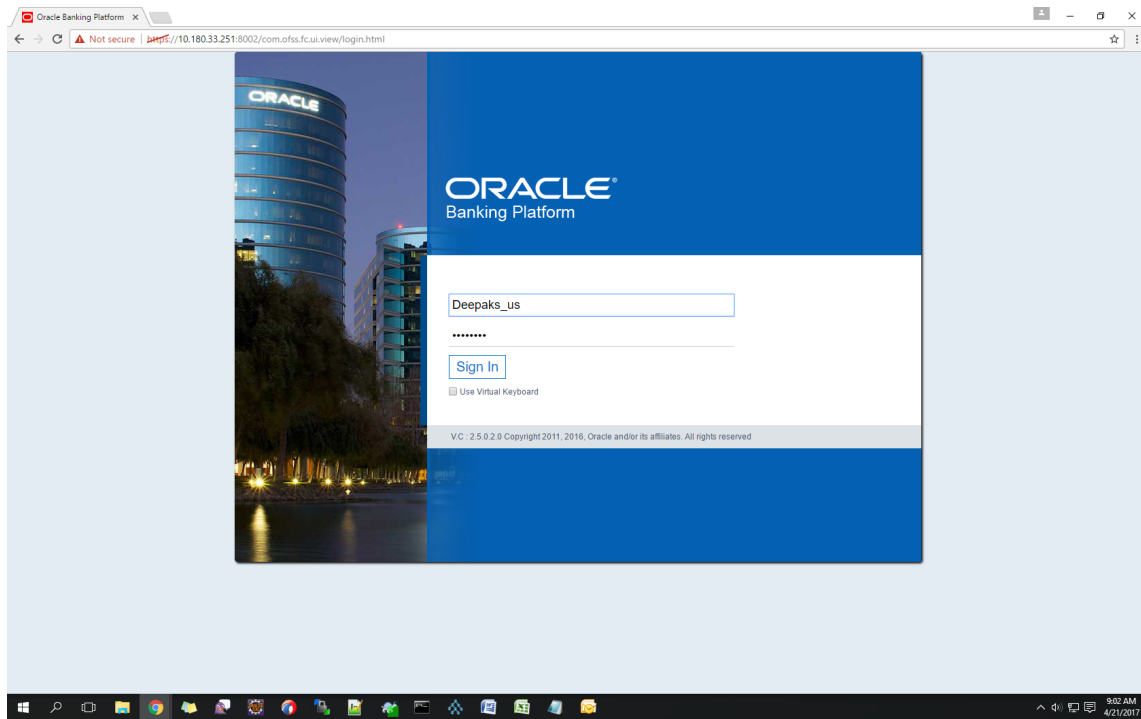 Oracle Banking Platform
Not secure | https://10.180.33.251:8002/com.ofss.fc.ui.view/login.html
ORACLE
ORACLE®
Banking Platform
Deepaks_us
••••••••
Sign In
Use Virtual Keyboard
V.C : 2.5.0.2.0 Copyright 2011, 2016, Oracle and/or its affiliates. All rights reserved
9:02 AM
4/21/2017